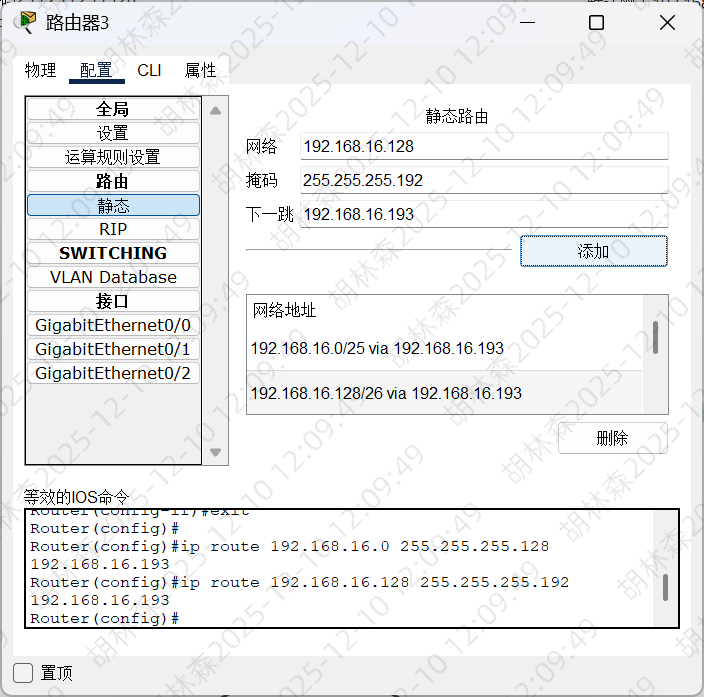 路由器3
物理 配置 CLI 属性
全局
设置
运算规则设置
路由
静态
RIP
SWITCHING
VLAN Database
接口
GigabitEthernet0/0
GigabitEthernet0/1
GigabitEthernet0/2
静态路由
网络 192.168.16.128
掩码 255.255.255.192
下一跳 192.168.16.193
添加
网络地址
192.168.16.0/25 via 192.168.16.193
192.168.16.128/26 via 192.168.16.193
删除
等效的IOS命令
Router(config-if)#exit
Router(config)#
Router(config)#ip route 192.168.16.0 255.255.255.128
192.168.16.193
Router(config)#ip route 192.168.16.128 255.255.255.192
192.168.16.193
Router(config)#
置顶
胡林森2025-12-10 12:09:49